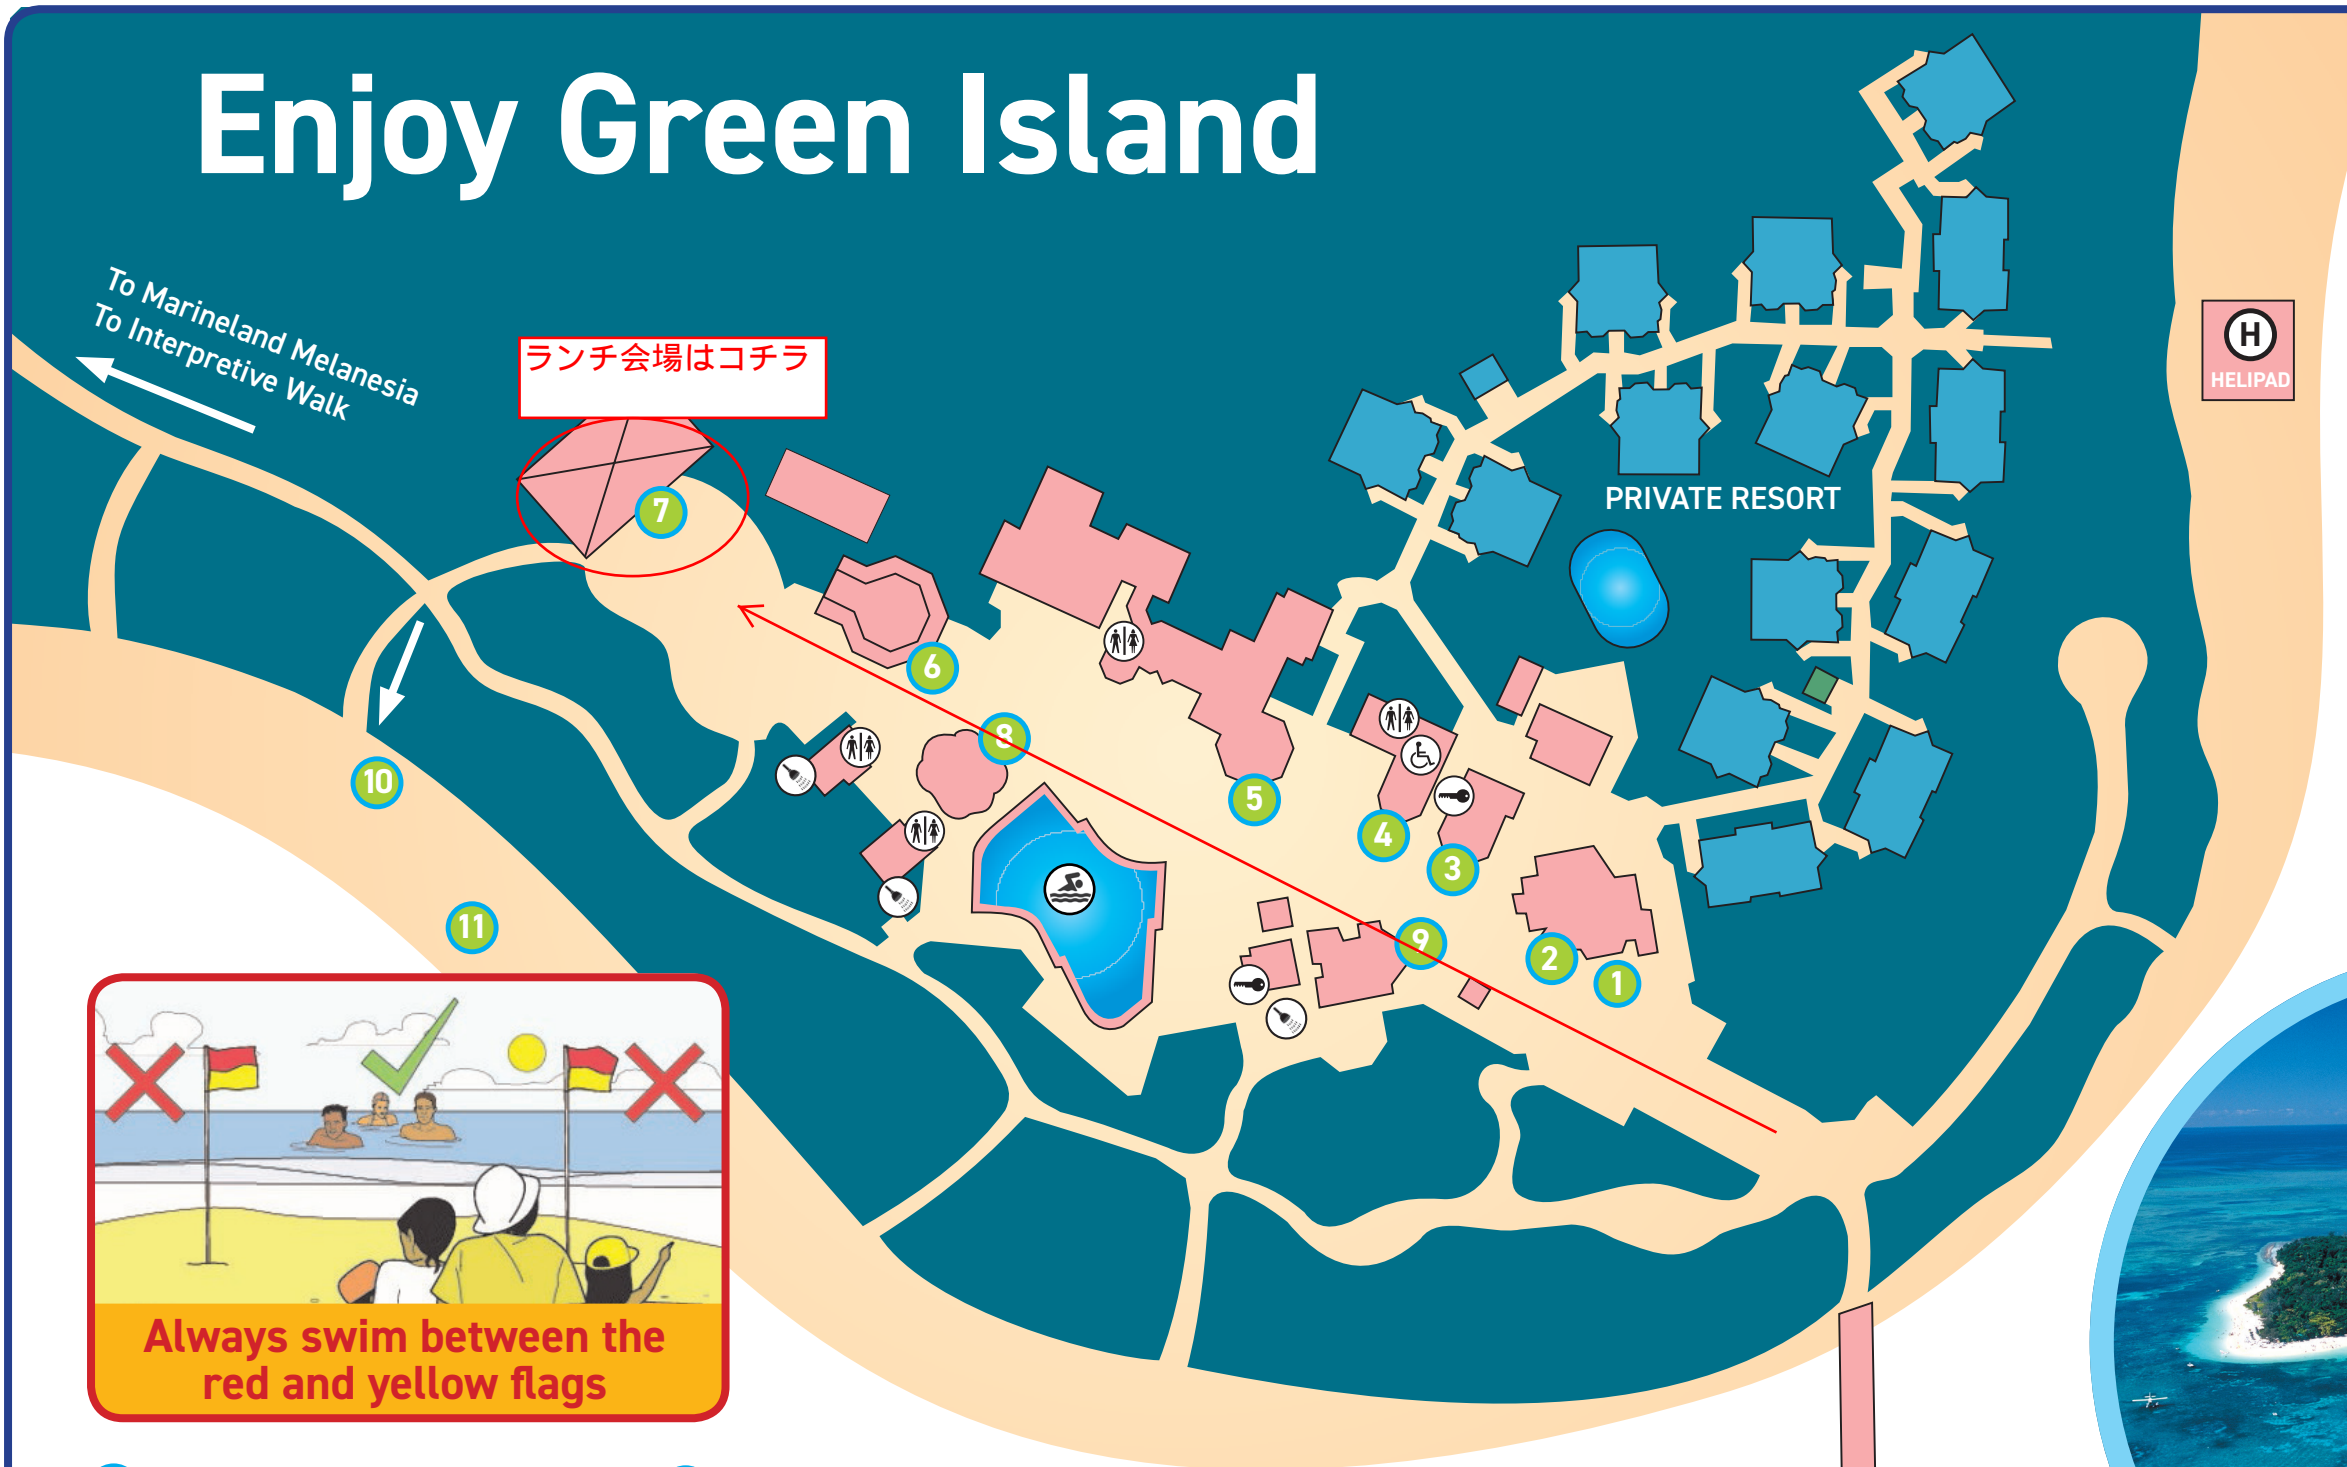 Enjoy Green Island
To Marineland Melanesia
To Interpretive Walk
ランチ会場はコチラ
H
HELIPAD
PRIVATE RESORT
7
6
8
10
5
4
3
11
9
2
1
Always swim between the
red and yellow flags